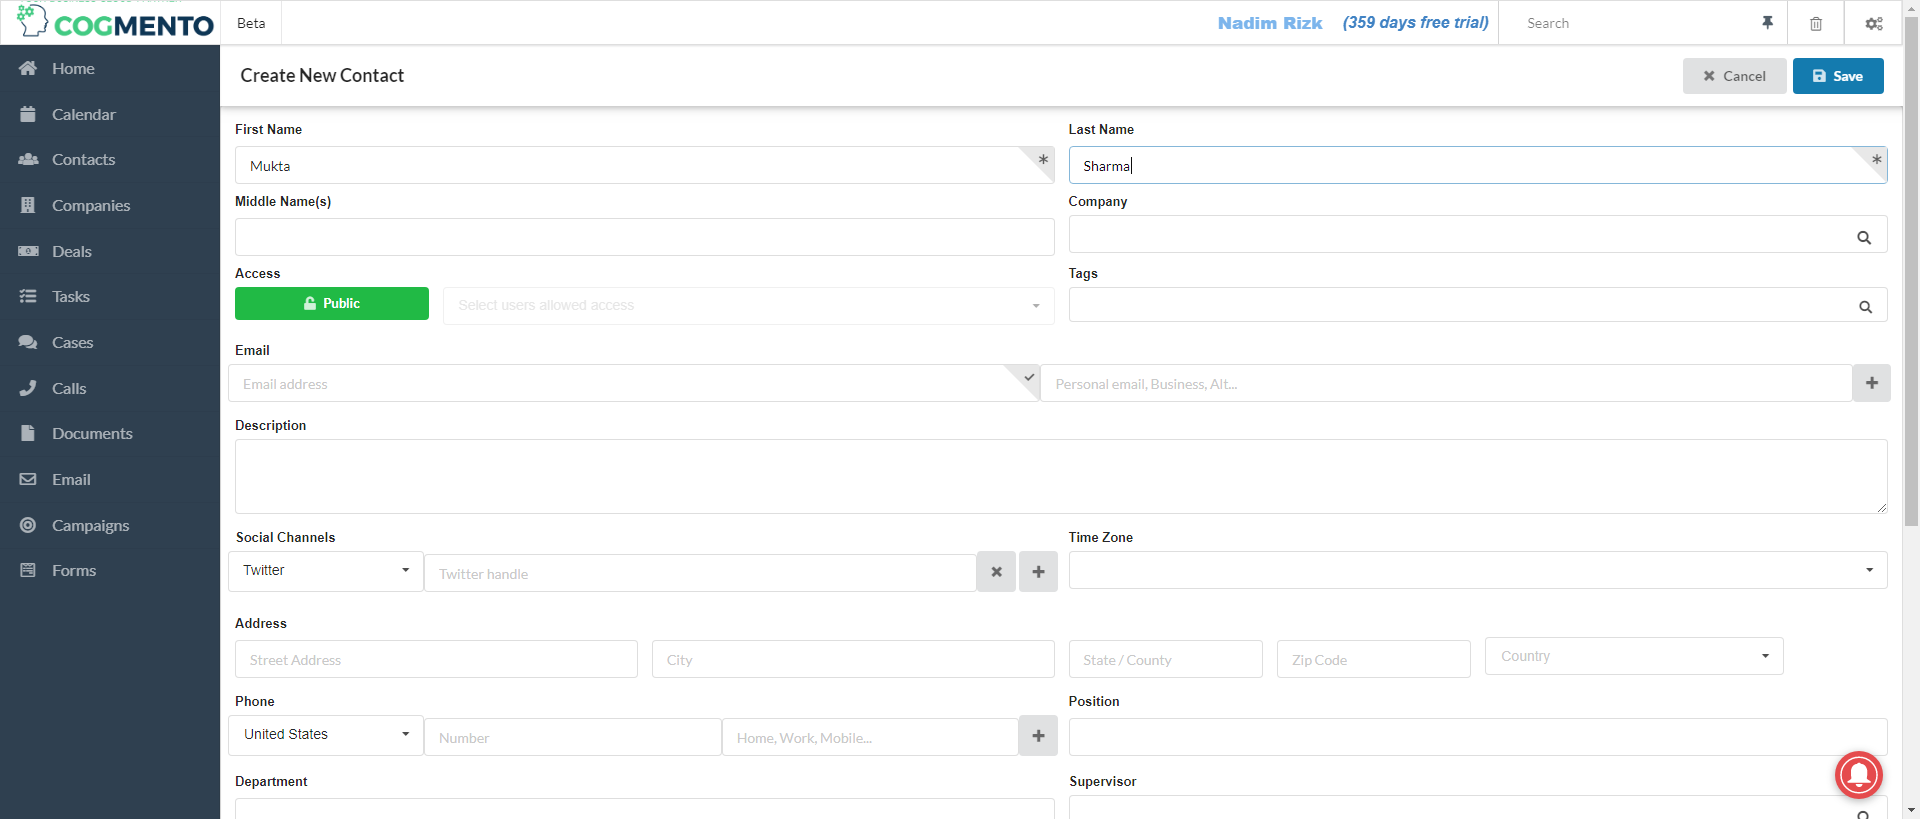 COGMENTO
Beta
Nadim Rizk
(359 days free trial)
Search
Home
Calendar
Contacts
Companies
Deals
Tasks
Cases
Calls
Documents
Email
Campaigns
Forms
Create New Contact
Cancel
Save
First Name
Last Name
Mukta
Sharma
Middle Name(s)
Company
Access
Tags
Public
Select users allowed access
Email
Email address
Personal email, Business, Alt...
Description
Social Channels
Time Zone
Twitter
Twitter handle
Address
Street Address
City
State / County
Zip Code
Country
Phone
Position
United States
Number
Home, Work, Mobile...
Department
Supervisor